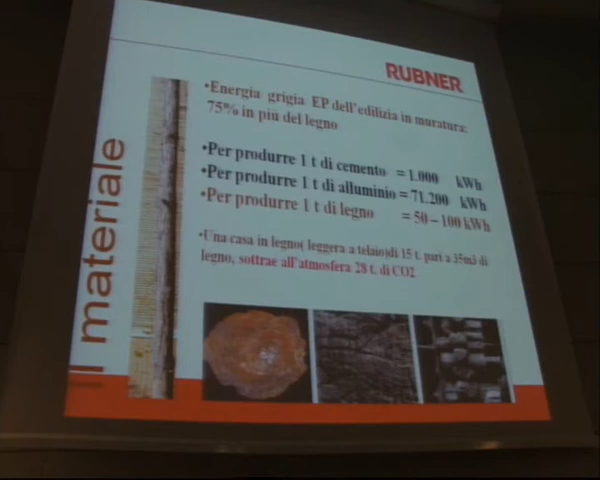 RUBNER
•Energia grigia EP dell'edilizia in muratura:
75% in più del legno
•Per produrre 1 t di cemento = 1.000 kWh
•Per produrre 1 t di alluminio = 71.200 kWh
•Per produrre 1 t di legno = 50 – 100 kWh
•Una casa in legno( leggera a telaio)di 15 t. pari a 35m3 di
legno, sottrae all'atmosfera 28 t. di CO2
Il materiale